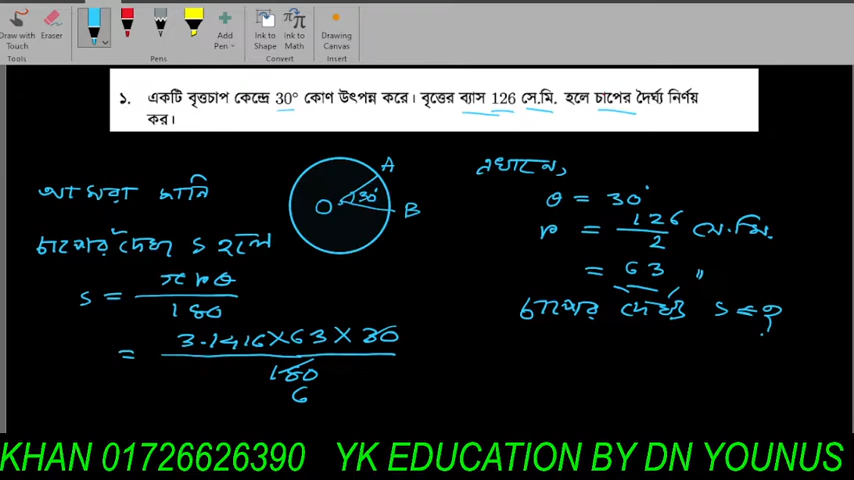 Draw with Touch
Eraser
Add Pen
Ink to Shape
Ink to Math
Drawing Canvas
Tools
Pens
Convert
Insert
১. একটি বৃত্তচাপ কেন্দ্রে 30° কোণ উৎপন্ন করে। বৃত্তের ব্যাস 126 সে.মি. হলে চাপের দৈর্ঘ্য নির্ণয়
কর।
আমরা জানি
চাপের দৈর্ঘ্য s হলে
s = πrθ
180
= 3.1416×63×30
180
6
A
O
30°
B
এখানে,
θ = 30°
r = 126
2
সে.মি.
= 63 "
চাপের দৈর্ঘ্য s = ?
KHAN 01726626390 YK EDUCATION BY DN YOUNUS